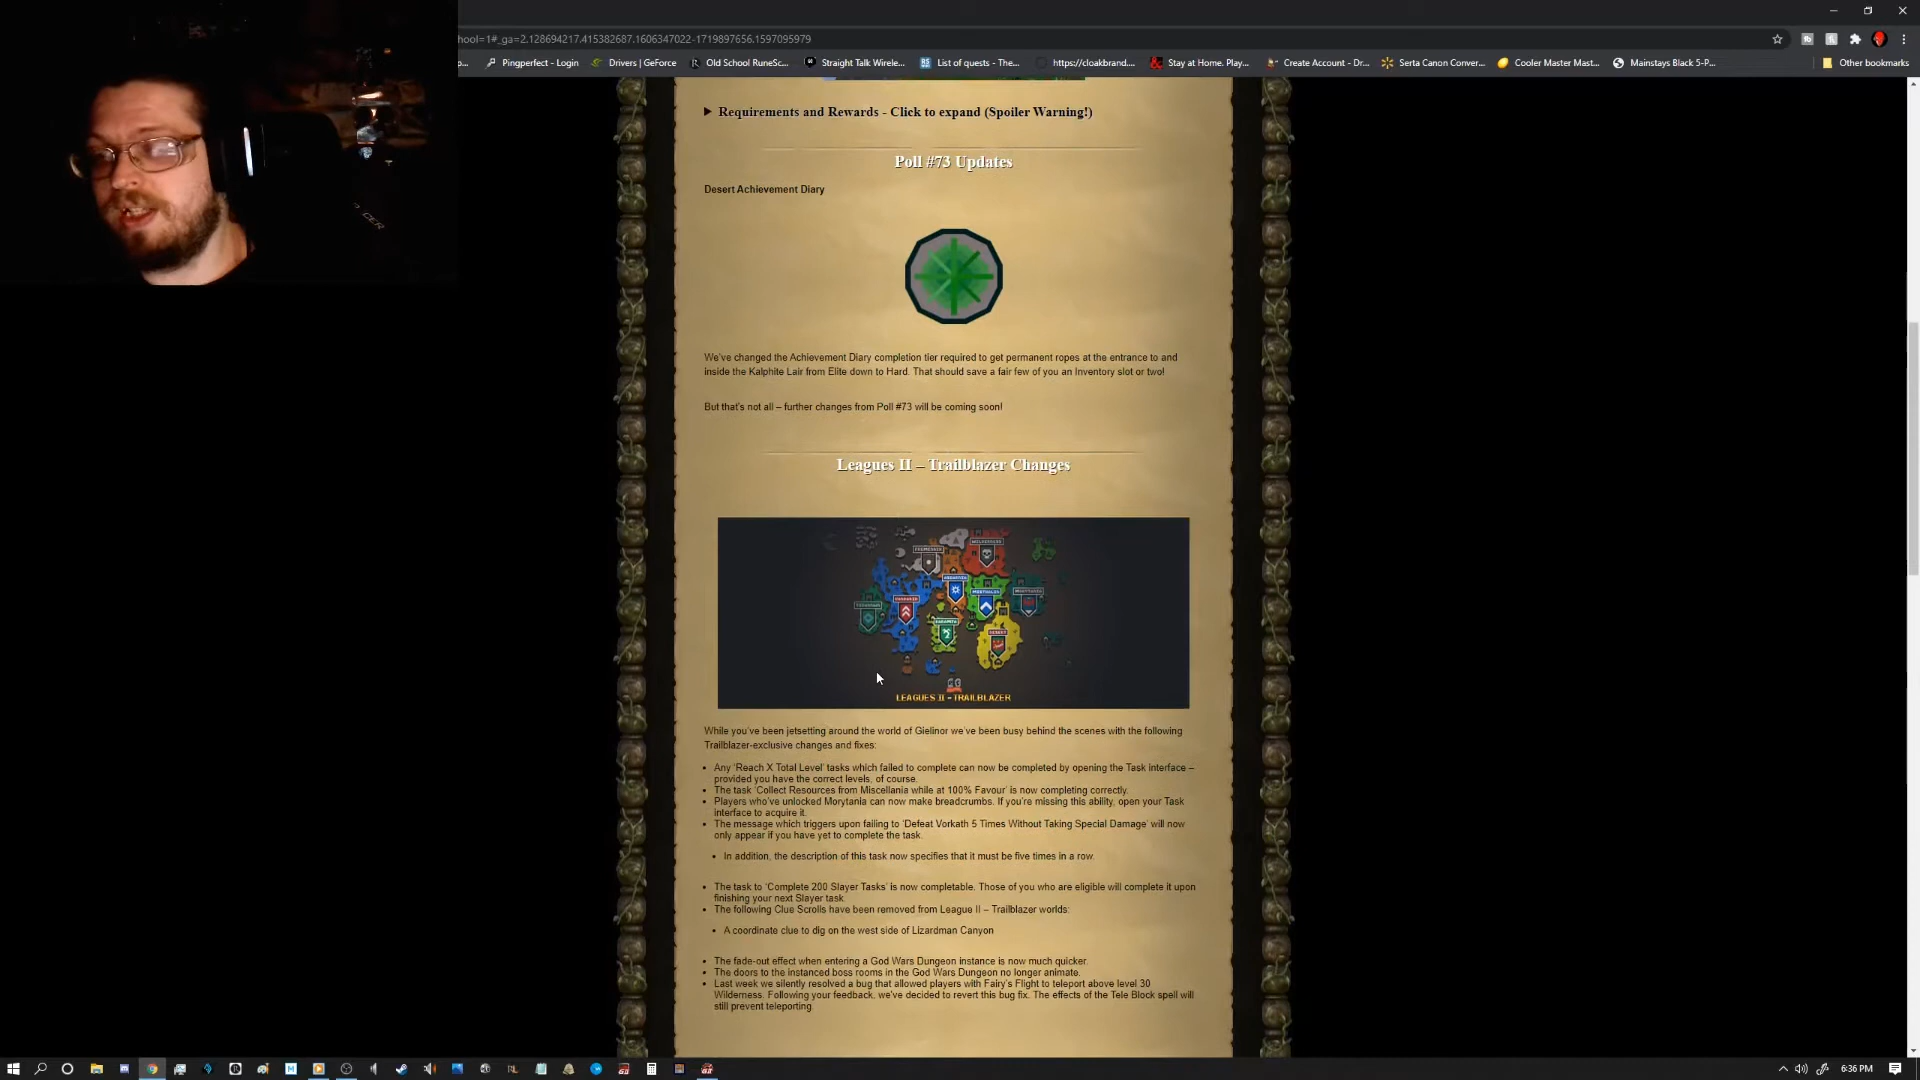 hool=1#_ga=2.128694217.415382687.1606347022-1719897656.1597095979
p... Pingperfect - Login Drivers | GeForce Old School RuneSc... Straight Talk Wirele... List of quests - The... https://cloakbrand.... Stay at Home. Play... Create Account - Dr... Serta Canon Conver... Cooler Master Mast... Mainstays Black 5-P... Other bookmarks
Requirements and Rewards - Click to expand (Spoiler Warning!)
Poll #73 Updates
Desert Achievement Diary
We've changed the Achievement Diary completion tier required to get permanent ropes at the entrance to and
inside the Kalphite Lair from Elite down to Hard. That should save a fair few of you an Inventory slot or two!
But that's not all – further changes from Poll #73 will be coming soon!
Leagues II – Trailblazer Changes
LEAGUES II - TRAILBLAZER
While you've been jetsetting around the world of Gielinor we've been busy behind the scenes with the following
Trailblazer-exclusive changes and fixes:
Any 'Reach X Total Level' tasks which failed to complete can now be completed by opening the Task Interface –
provided you have the correct levels, of course.
The task 'Collect Resources from Miscellania while at 100% Favour' is now completing correctly.
Players who've unlocked Morytania can now make breadcrumbs. If you're missing this ability, open your Task
interface to acquire it.
The message which triggers upon failing to 'Defeat Vorkath 5 Times Without Taking Special Damage' will now
only appear if you have yet to complete the task.
In addition, the description of this task now specifies that it must be five times in a row.
The task to 'Complete 200 Slayer Tasks' is now completable. Those of you who are eligible will complete it upon
finishing your next Slayer task.
The following Clue Scrolls have been removed from League II – Trailblazer worlds:
A coordinate clue to dig on the west side of Lizardman Canyon
The fade-out effect when entering a God Wars Dungeon instance is now much quicker.
The doors to the instanced boss rooms in the God Wars Dungeon no longer animate.
Last week we silently resolved a bug that allowed players with Fairy's Flight to teleport above level 30
Wilderness. Following your feedback, we've decided to revert this bug fix. The effects of the Tele Block spell will
still prevent teleporting.
6:36 PM